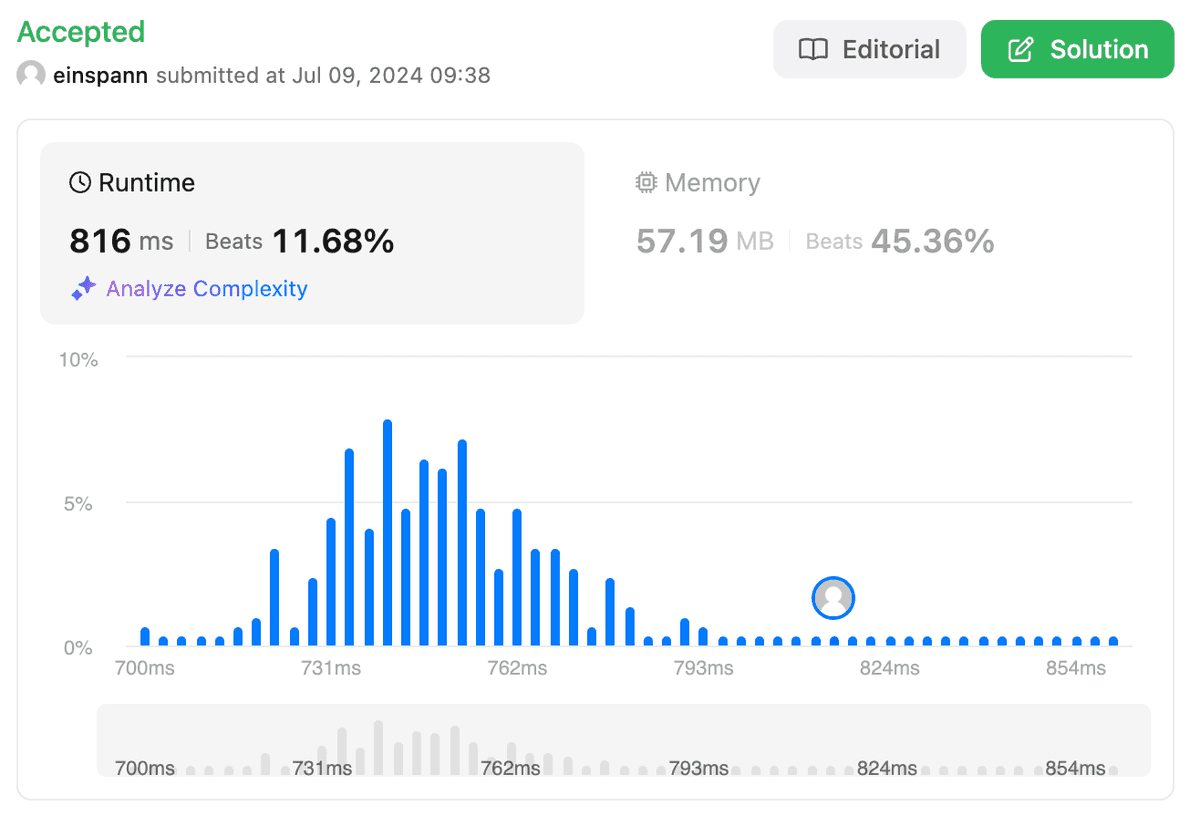 Accepted
einspann submitted at Jul 09, 2024 09:38
Editorial
Solution
Runtime
816 ms Beats 11.68%
Analyze Complexity
Memory
57.19 MB Beats 45.36%
10%
5%
0%
700ms 731ms 762ms 793ms 824ms 854ms
700ms 731ms 762ms 793ms 824ms 854ms